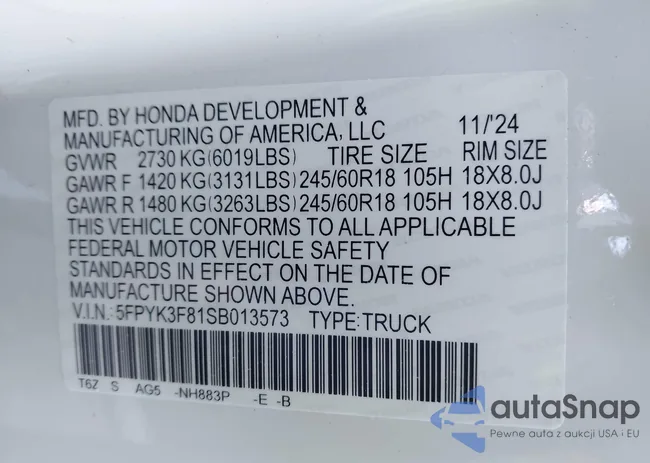 MFD. BY HONDA DEVELOPMENT &
MANUFACTURING OF AMERICA, LLC 11/'24
GVWR 2730 KG(6019LBS) TIRE SIZE RIM SIZE
GAWR F 1420 KG(3131LBS) 245/60R18 105H 18X8.0J
GAWR R 1480 KG(3263LBS) 245/60R18 105H 18X8.0J
THIS VEHICLE CONFORMS TO ALL APPLICABLE
FEDERAL MOTOR VEHICLE SAFETY
STANDARDS IN EFFECT ON THE DATE OF
MANUFACTURE SHOWN ABOVE.
V.I.N.: 5FPYK3F81SB013573 TYPE:TRUCK
T6Z S AG5 -NH883P -E -B
autaSnap
Pewne auta z aukcji USA i EU